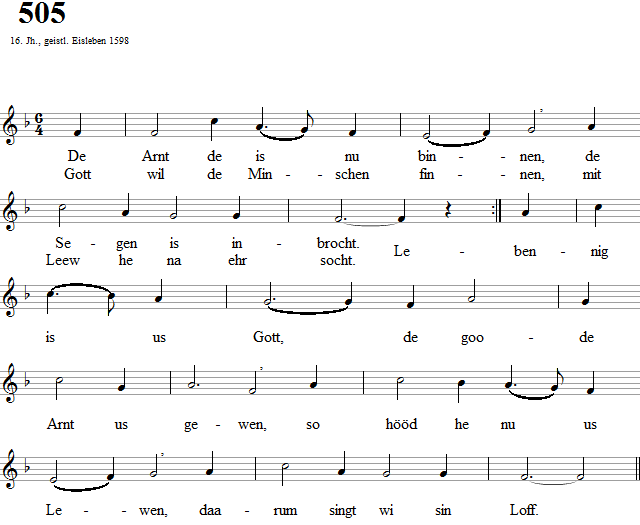 505
16. Jh., geistl. Eisleben 1598
6
4
De Arnt de is nu bin - - nen, de
Gott wil de Min - - schen fin - - nen, mit
Se - gen is in - brocht.
Leew he na ehr socht.
Le - ben - nig
is us Gott, de goo - de
Arnt us ge - wen, so hööd he nu us
Le - - wen, daa - rum singt wi sin Loff.